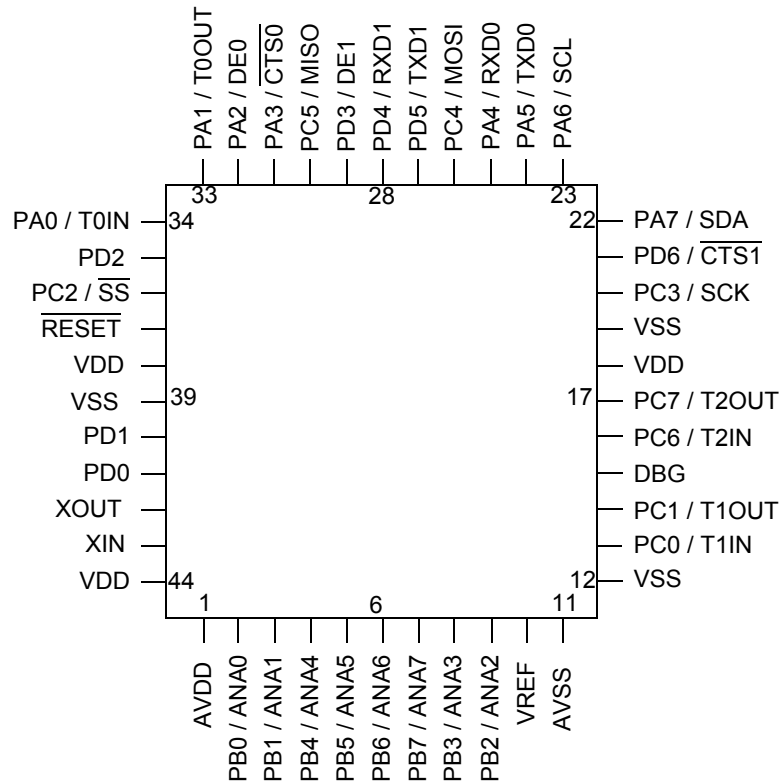 PA1 / T0OUT
PA2 / DE0
PA3 / C̅T̅S̅0̅
PC5 / MISO
PD3 / DE1
PD4 / RXD1
PD5 / TXD1
PC4 / MOSI
PA4 / RXD0
PA5 / TXD0
PA6 / SCL
33
28
23
PA0 / T0IN
34
22
PA7 / SDA
PD2
PD6 / C̅T̅S̅1̅
PC2 / S̅S̅
PC3 / SCK
R̅E̅S̅E̅T̅
VSS
VDD
VDD
VSS
39
17
PC7 / T2OUT
PD1
PC6 / T2IN
PD0
DBG
XOUT
PC1 / T1OUT
XIN
PC0 / T1IN
VDD
44
12
VSS
1
6
11
AVDD
PB0 / ANA0
PB1 / ANA1
PB4 / ANA4
PB5 / ANA5
PB6 / ANA6
PB7 / ANA7
PB3 / ANA3
PB2 / ANA2
VREF
AVSS